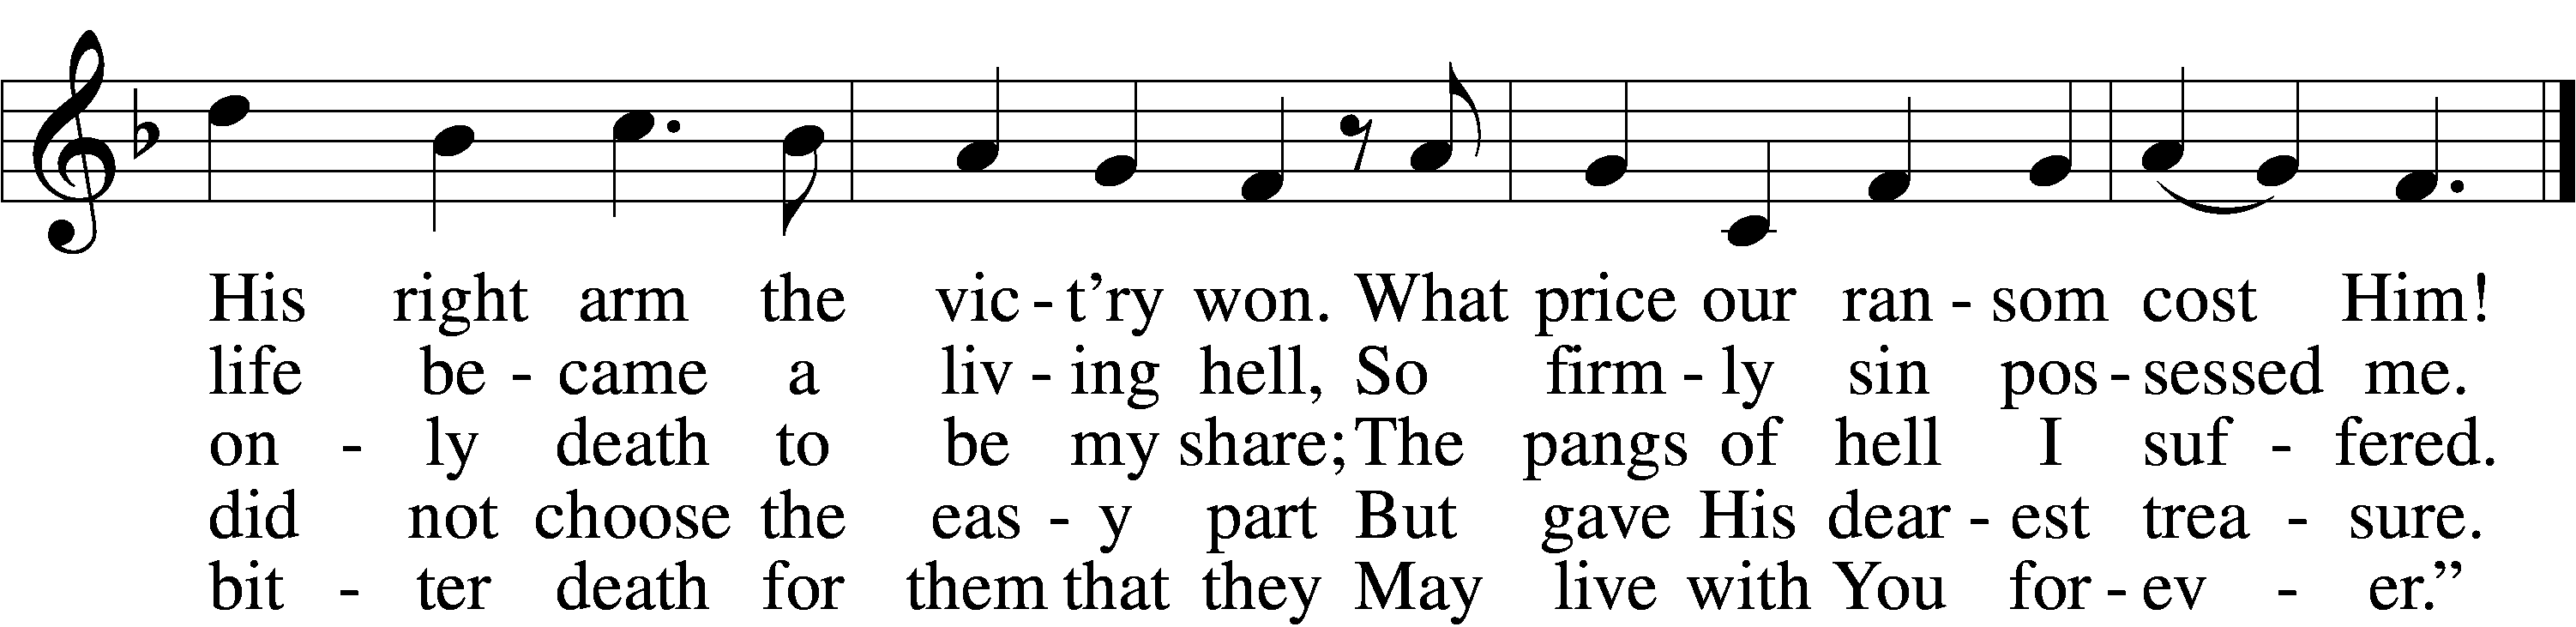 His right arm the vic - t’ry won. What price our ran - som cost Him!
life be - came a liv - ing hell, So firm - ly sin pos - sessed me.
on - ly death to be my share; The pangs of hell I suf - fered.
did not choose the eas - y part But gave His dear - est trea - sure.
bit - ter death for them that they May live with You for - ev - er.”